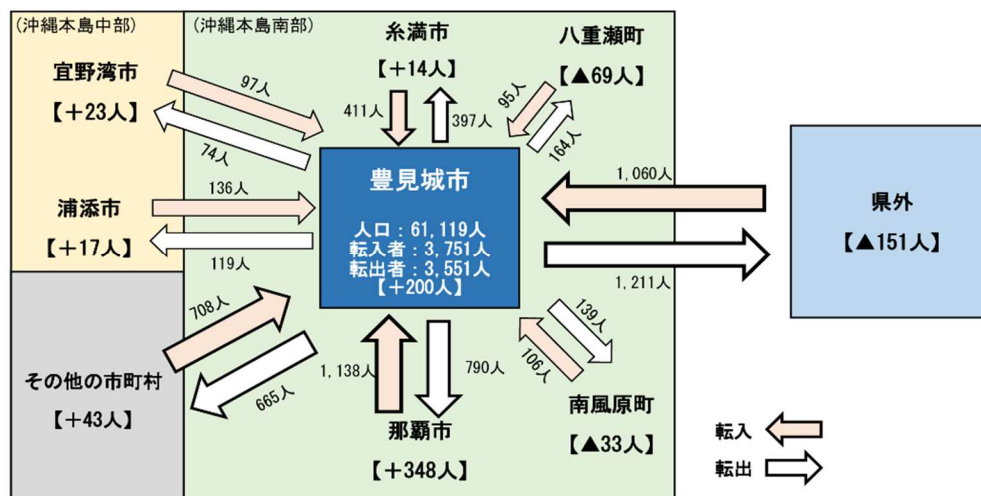 (沖縄本島中部)
(沖縄本島南部)
宜野湾市
【+23人】
97人
74人
糸満市
【+14人】
411人
397人
八重瀬町
【▲69人】
95人
164人
浦添市
【+17人】
136人
119人
豊見城市
人口：61,119人
転入者：3,751人
転出者：3,551人
【+200人】
1,060人
1,211人
県外
【▲151人】
その他の市町村
【+43人】
708人
665人
1,138人
790人
那覇市
【+348人】
139人
106人
南風原町
【▲33人】
転入
転出